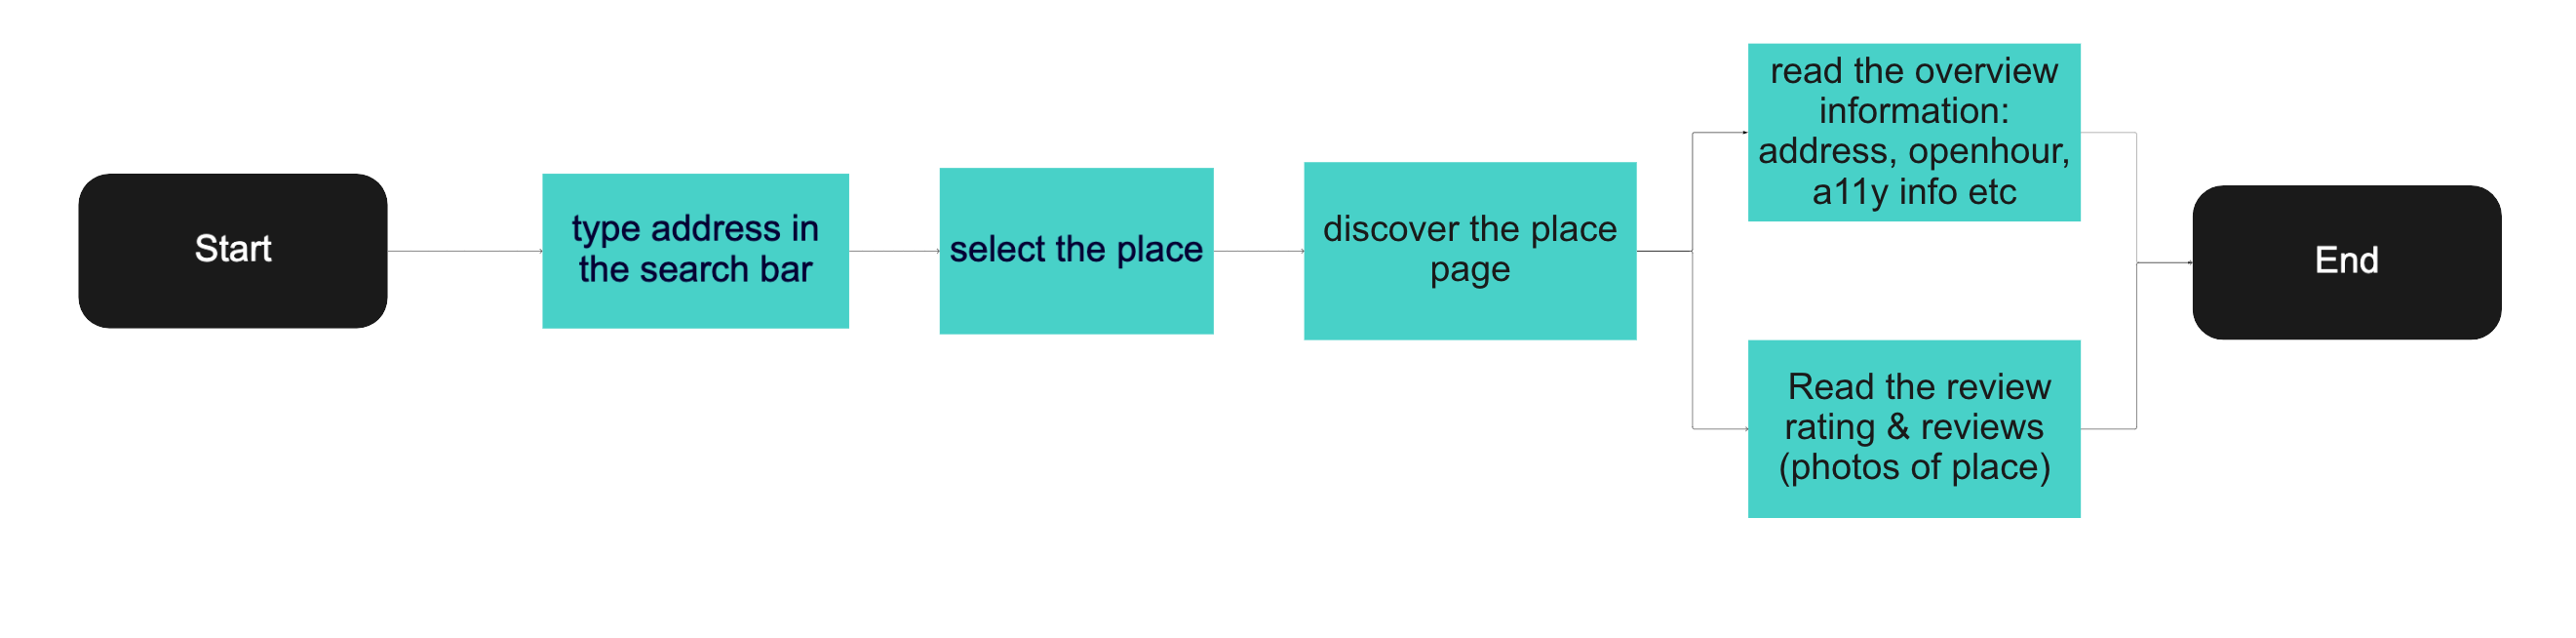 Start
type address in
the search bar
select the place
discover the place
page
read the overview
information:
address, openhour,
a11y info etc
Read the review
rating & reviews
(photos of place)
End